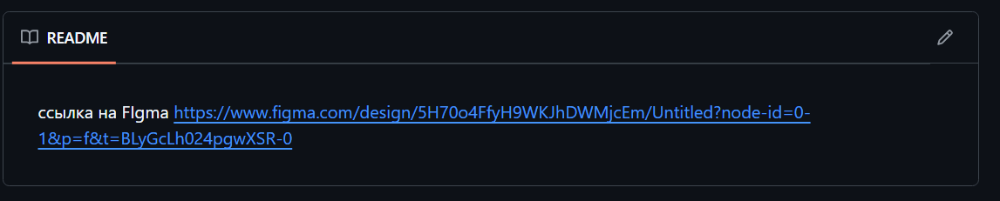 README
ссылка на FIgma https://www.figma.com/design/5H70o4FfyH9WKJhDWMjcEm/Untitled?node-id=0-
1&p=f&t=BLyGcLh024pgwXSR-0